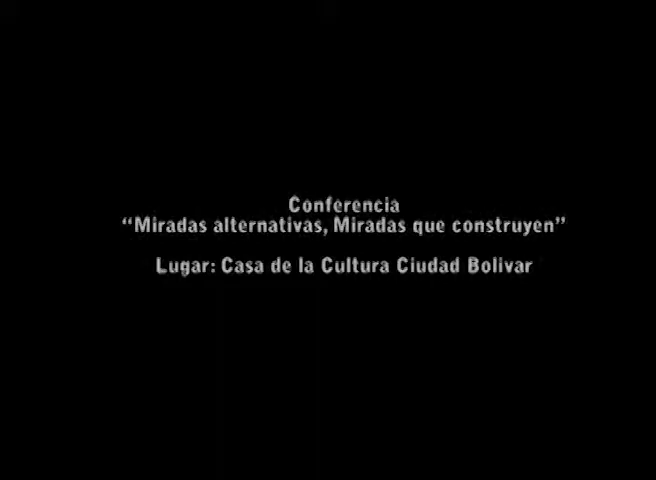 Conferencia
“Miradas alternativas, Miradas que construyen”
Lugar: Casa de la Cultura Ciudad Bolivar